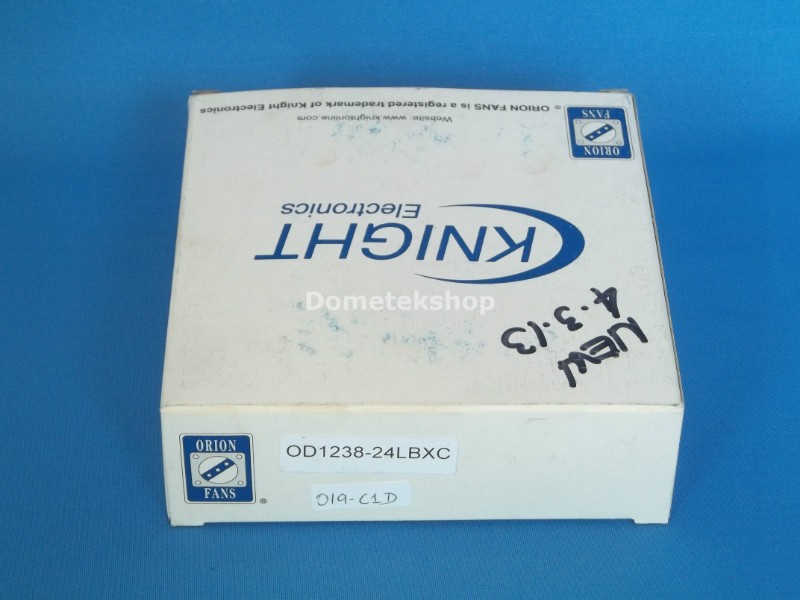 ® ORION FANS is a registered trademark of Knight Electronics
Website: www.knightonline.com
ORION
FANS
KNIGHT
Electronics
Dometekshop
NEW
4.3.13
ORION
FANS
®
OD1238-24LBXC
019-C1D